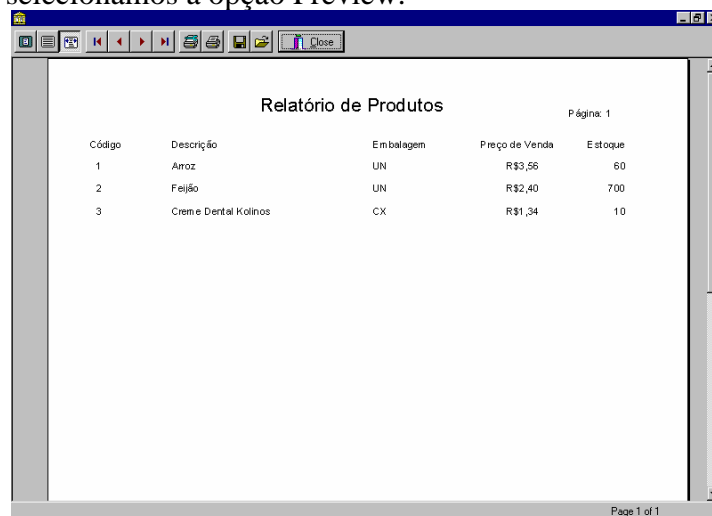 selecionamos a opção Preview.
Close
Relatório de Produtos
Página: 1
Código Descrição Embalagem Preço de Venda Estoque
1 Arroz UN R$3,56 60
2 Feijão UN R$2,40 700
3 Creme Dental Kolinos CX R$1,34 10
Page 1 of 1